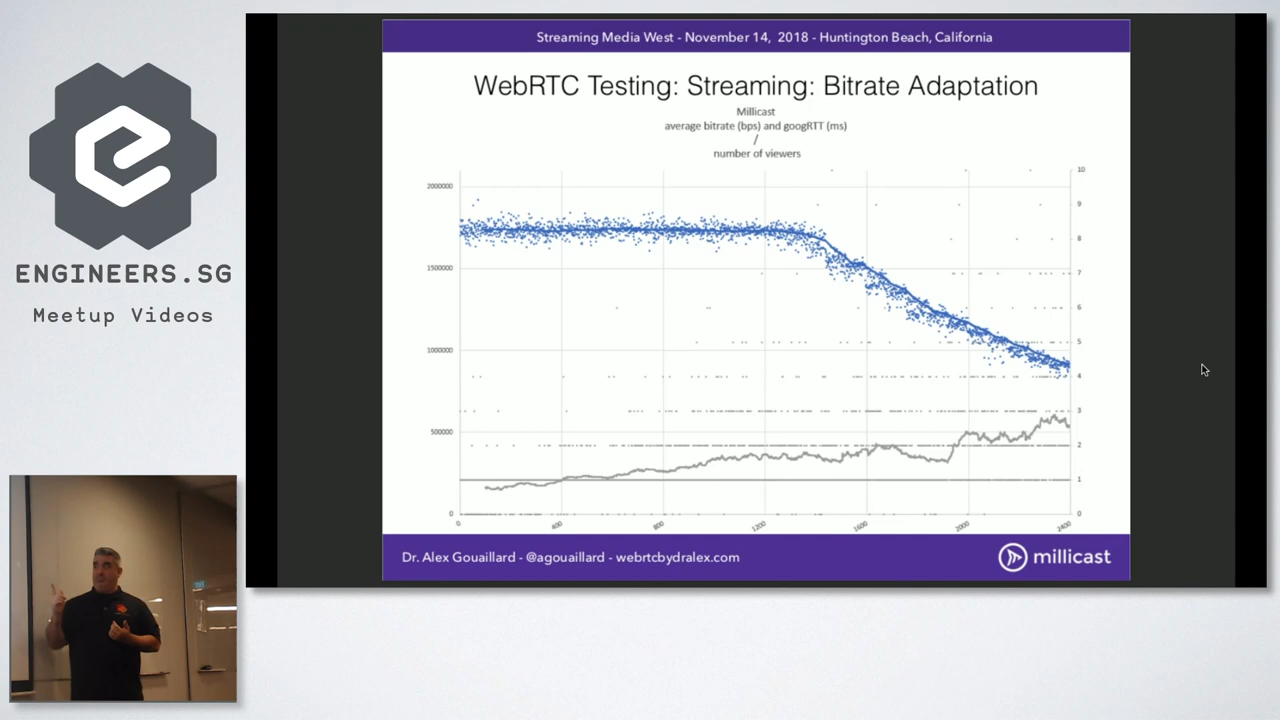 ENGINEERS.SG
Meetup Videos
Streaming Media West - November 14, 2018 - Huntington Beach, California
WebRTC Testing: Streaming: Bitrate Adaptation
Millicast
average bitrate (bps) and googRTT (ms)
/
number of viewers
2000000
1500000
1000000
500000
0
10
9
8
7
6
5
4
3
2
1
0
0
400
800
1200
1600
2000
2400
Dr. Alex Gouaillard - @agouaillard - webrtcbydralex.com
millicast